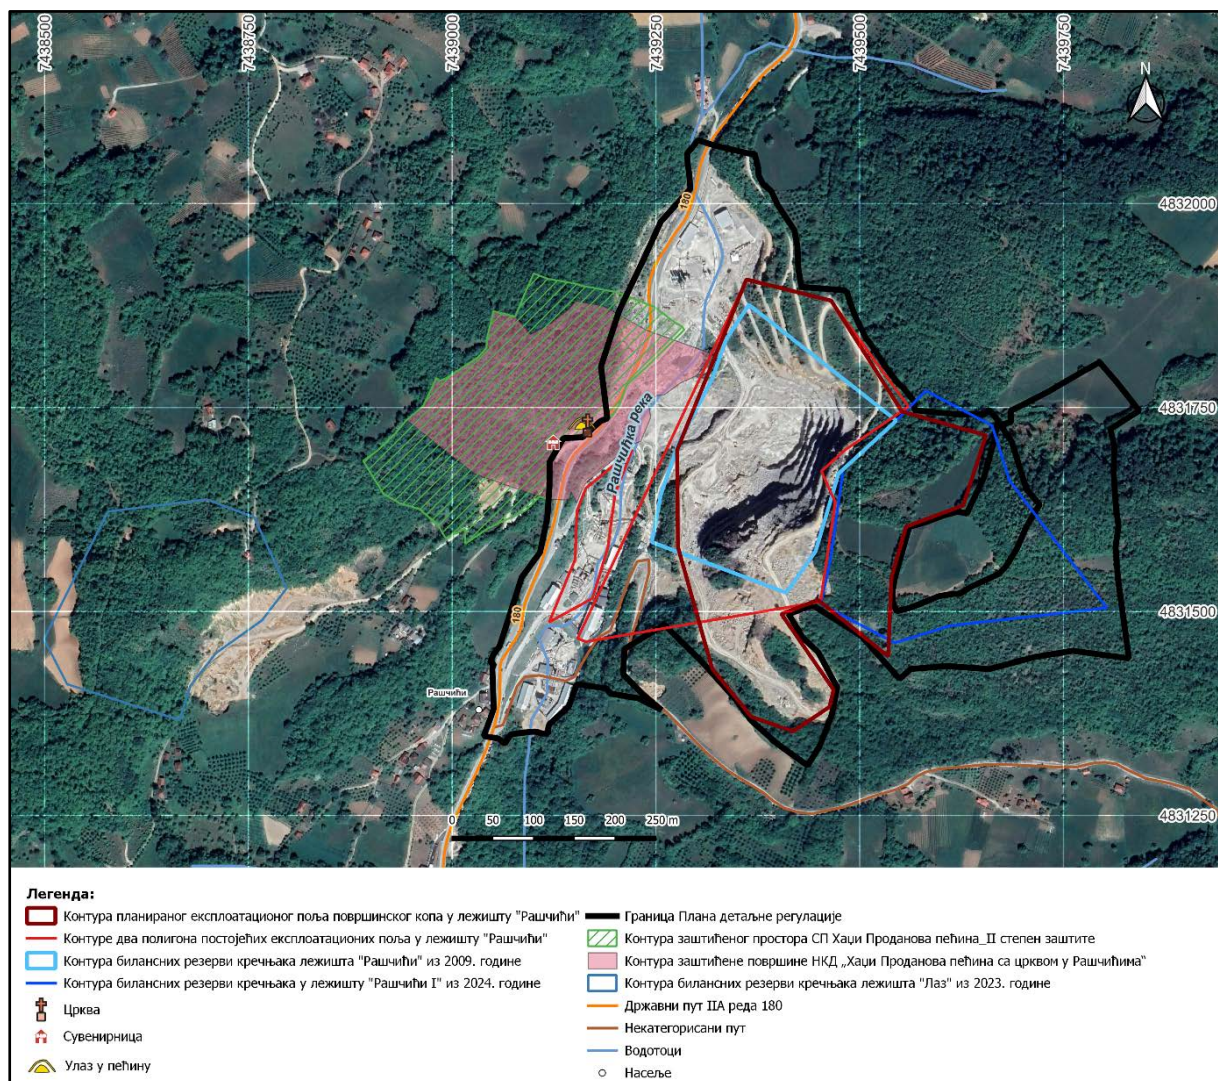 7438500
7438750
7439000
7439250
7439500
7439750
N
180
4832000
4831750
Рашчићка река
180
4831500
Рашчићи
4831250
0 50 100 150 200 250 m
Легенда:
Контура планираног експлоатационог поља површинског копа у лежишту "Рашчићи"
Контуре два полигона постојећих експлоатационих поља у лежишту "Рашчићи"
Контура билансних резерви кречњака лежишта "Рашчићи" из 2009. године
Контура билансних резерви кречњака у лежишту "Рашчићи I" из 2024. године
Црква
Сувенирница
Улаз у пећину
Граница Плана детаљне регулације
Контура заштићеног простора СП Хаџи Проданова пећина_II степен заштите
Контура заштићене површине НКД „Хаџи Проданова пећина са црквом у Рашчићима“
Контура билансних резерви кречњака лежишта "Лаз" из 2023. године
Државни пут IIА реда 180
Некатегорисани пут
Водотоци
Насеље